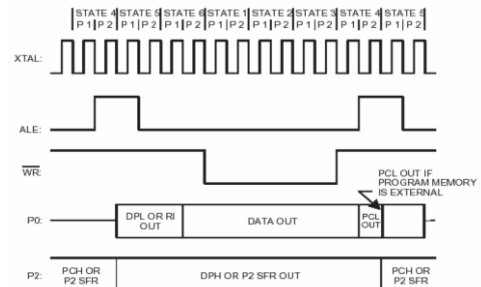 STATE 4 STATE 5 STATE 6 STATE 1 STATE 2 STATE 3 STATE 4 STATE 5
P 1 P 2 P 1 P 2 P 1 P 2 P 1 P 2 P 1 P 2 P 1 P 2 P 1 P 2 P 1 P 2
XTAL:
ALE:
WR:
PCL OUT IF
PROGRAM MEMORY
IS EXTERNAL
P0:
DPL OR RI
OUT
DATA OUT
PCL
OUT
P2:
PCH OR
P2 SFR
DPH OR P2 SFR OUT
PCH OR
P2 SFR